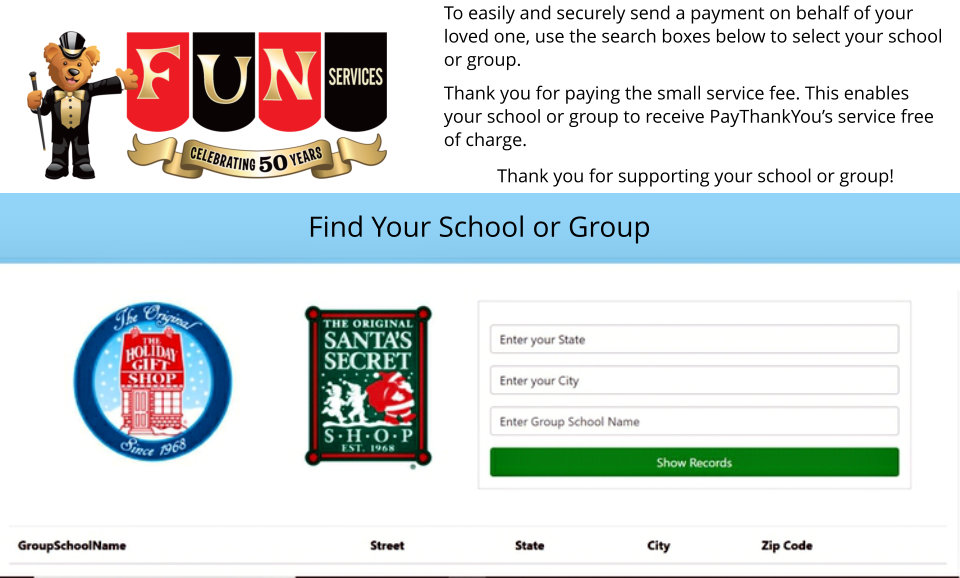 To easily and securely send a payment on behalf of your
loved one, use the search boxes below to select your school
or group.
FUN SERVICES
CELEBRATING 50 YEARS
Thank you for paying the small service fee. This enables
your school or group to receive PayThankYou’s service free
of charge.
Thank you for supporting your school or group!
Find Your School or Group
The Original
THE
HOLIDAY
GIFT
SHOP
Since 1968
THE ORIGINAL
SANTA'S
SECRET
S·H·O·P
EST. 1968
Enter your State
Enter your City
Enter Group School Name
Show Records
GroupSchoolName Street State City Zip Code